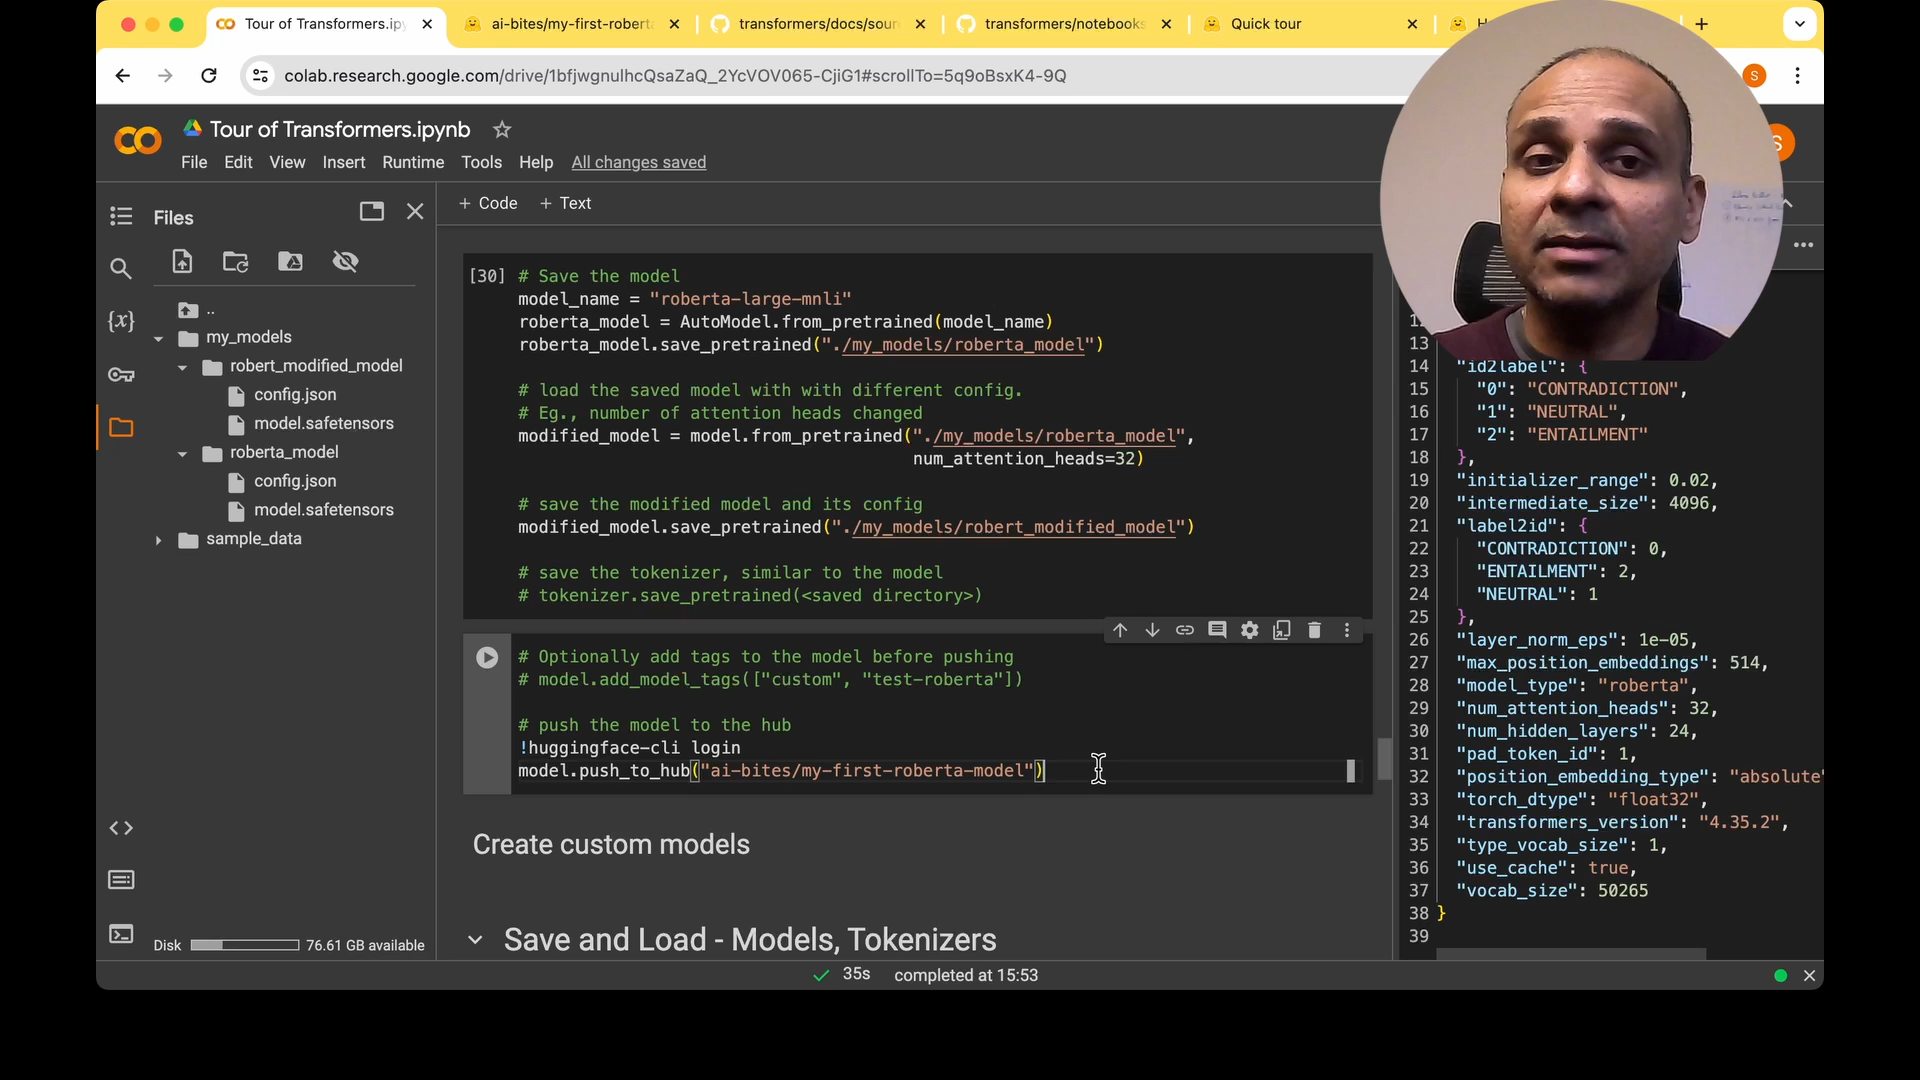 Tour of Transformers.ipy
ai-bites/my-first-robert
transformers/docs/sour
transformers/notebooks
Quick tour
colab.research.google.com/drive/1bfjwgnulhcQsaZaQ_2YcVOV065-CjiG1#scrollTo=5q9oBsxK4-9Q
S
Tour of Transformers.ipynb
S
File Edit View Insert Runtime Tools Help All changes saved
Files
+ Code + Text
..
my_models
robert_modified_model
config.json
model.safetensors
roberta_model
config.json
model.safetensors
sample_data
Disk 76.61 GB available
[30] # Save the model
model_name = "roberta-large-mnli"
roberta_model = AutoModel.from_pretrained(model_name)
roberta_model.save_pretrained("./my_models/roberta_model")
# load the saved model with with different config.
# Eg., number of attention heads changed
modified_model = model.from_pretrained("./my_models/roberta_model",
num_attention_heads=32)
# save the modified model and its config
modified_model.save_pretrained("./my_models/robert_modified_model")
# save the tokenizer, similar to the model
# tokenizer.save_pretrained(<saved directory>)
# Optionally add tags to the model before pushing
# model.add_model_tags(["custom", "test-roberta"])
# push the model to the hub
!huggingface-cli login
model.push_to_hub("ai-bites/my-first-roberta-model")
Create custom models
Save and Load - Models, Tokenizers
13
14 "id2label": {
15 "0": "CONTRADICTION",
16 "1": "NEUTRAL",
17 "2": "ENTAILMENT"
18 },
19 "initializer_range": 0.02,
20 "intermediate_size": 4096,
21 "label2id": {
22 "CONTRADICTION": 0,
23 "ENTAILMENT": 2,
24 "NEUTRAL": 1
25 },
26 "layer_norm_eps": 1e-05,
27 "max_position_embeddings": 514,
28 "model_type": "roberta",
29 "num_attention_heads": 32,
30 "num_hidden_layers": 24,
31 "pad_token_id": 1,
32 "position_embedding_type": "absolute"
33 "torch_dtype": "float32",
34 "transformers_version": "4.35.2",
35 "type_vocab_size": 1,
36 "use_cache": true,
37 "vocab_size": 50265
38 }
39
35s completed at 15:53